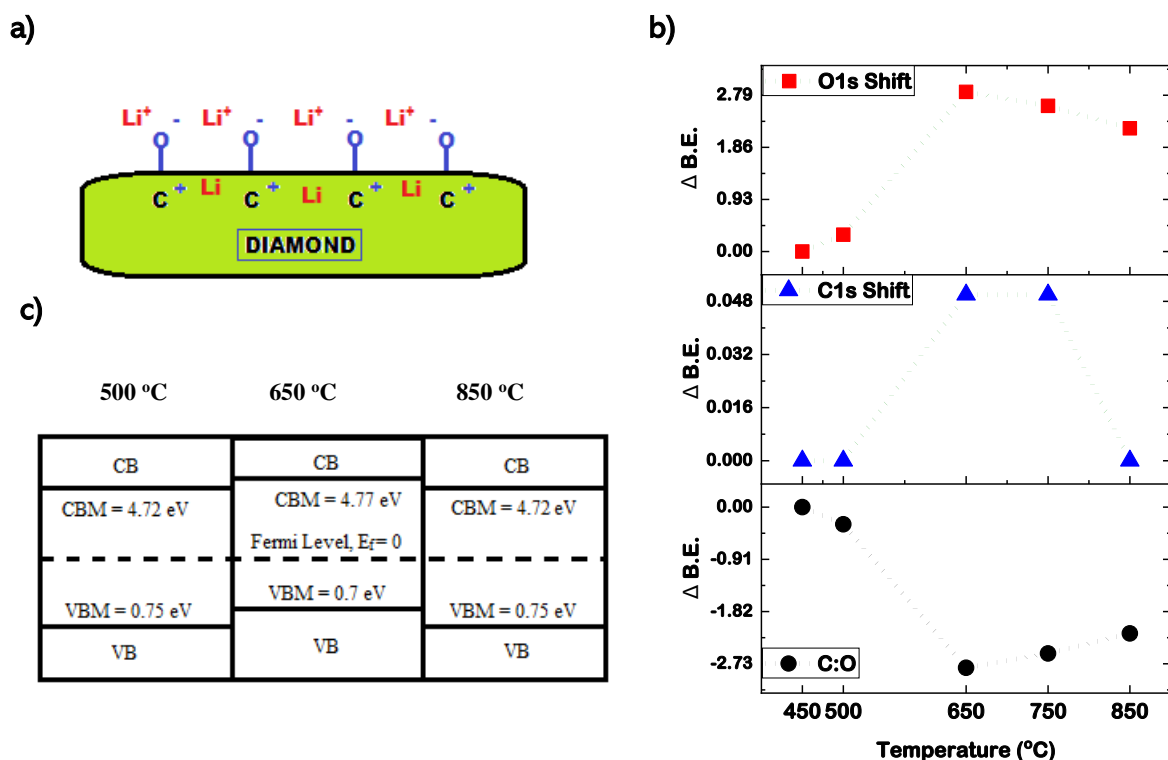 a)
Li+ - Li+ - Li+ - Li+ -
O O O O
C + Li C + Li C + Li C +
DIAMOND
b)
O1s Shift
2.79
1.86
0.93
0.00
Δ B.E.
C1s Shift
0.048
0.032
0.016
0.000
Δ B.E.
0.00
-0.91
-1.82
-2.73
Δ B.E.
C:O
450 500 650 750 850
Temperature (°C)
c)
500 °C 650 °C 850 °C
CB CB CB
CBM = 4.72 eV CBM = 4.77 eV CBM = 4.72 eV
Fermi Level, Ef= 0
VBM = 0.75 eV VBM = 0.7 eV VBM = 0.75 eV
VB VB VB